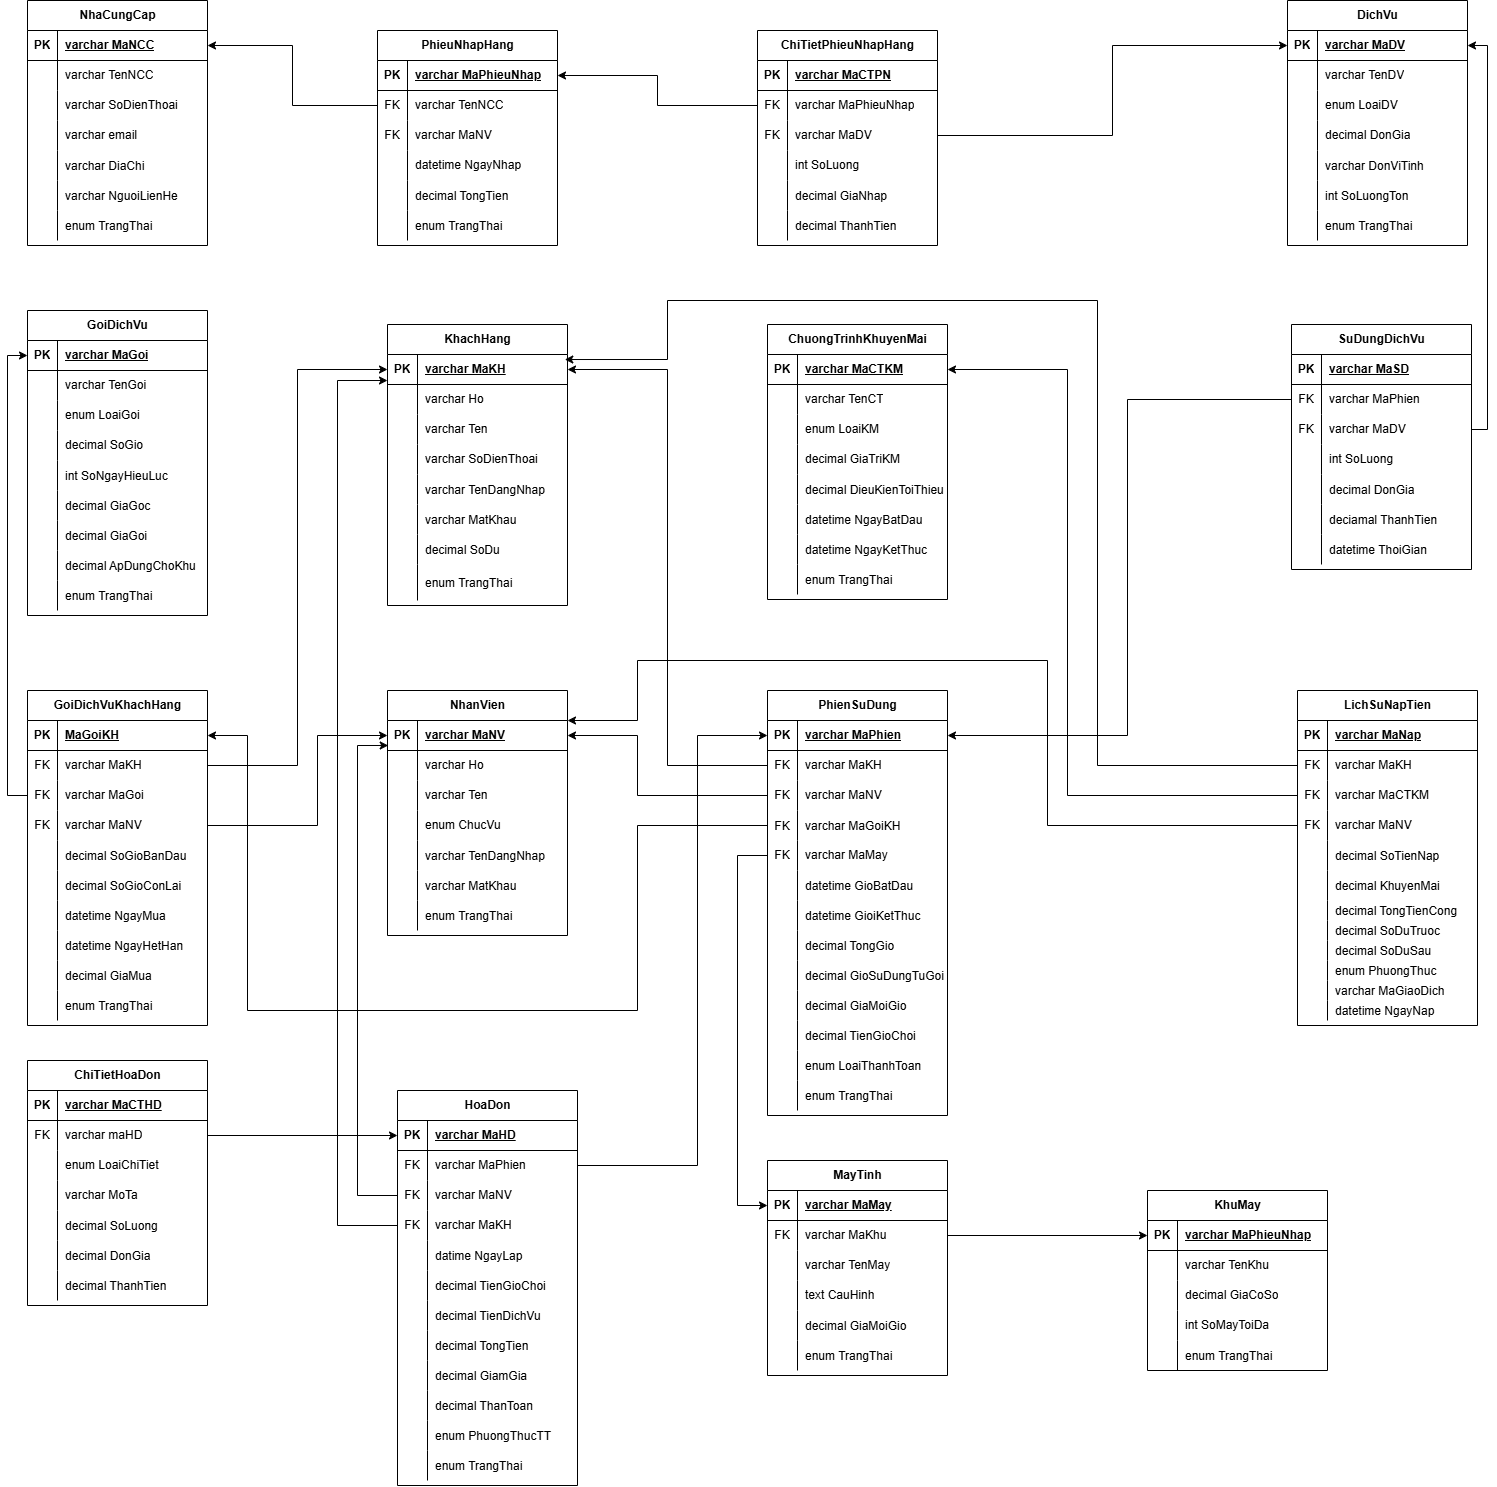 NhaCungCap
PK varchar MaNCC
varchar TenNCC
varchar SoDienThoai
varchar email
varchar DiaChi
varchar NguoiLienHe
enum TrangThai
PhieuNhapHang
PK varchar MaPhieuNhap
FK varchar TenNCC
FK varchar MaNV
datetime NgayNhap
decimal TongTien
enum TrangThai
ChiTietPhieuNhapHang
PK varchar MaCTPN
FK varchar MaPhieuNhap
FK varchar MaDV
int SoLuong
decimal GiaNhap
decimal ThanhTien
DichVu
PK varchar MaDV
varchar TenDV
enum LoaiDV
decimal DonGia
varchar DonViTinh
int SoLuongTon
enum TrangThai
GoiDichVu
PK varchar MaGoi
varchar TenGoi
enum LoaiGoi
decimal SoGio
int SoNgayHieuLuc
decimal GiaGoc
decimal GiaGoi
decimal ApDungChoKhu
enum TrangThai
KhachHang
PK varchar MaKH
varchar Ho
varchar Ten
varchar SoDienThoai
varchar TenDangNhap
varchar MatKhau
decimal SoDu
enum TrangThai
ChuongTrinhKhuyenMai
PK varchar MaCTKM
varchar TenCT
enum LoaiKM
decimal GiaTriKM
decimal DieuKienToiThieu
datetime NgayBatDau
datetime NgayKetThuc
enum TrangThai
SuDungDichVu
PK varchar MaSD
FK varchar MaPhien
FK varchar MaDV
int SoLuong
decimal DonGia
deciamal ThanhTien
datetime ThoiGian
GoiDichVuKhachHang
PK MaGoiKH
FK varchar MaKH
FK varchar MaGoi
FK varchar MaNV
decimal SoGioBanDau
decimal SoGioConLai
datetime NgayMua
datetime NgayHetHan
decimal GiaMua
enum TrangThai
NhanVien
PK varchar MaNV
varchar Ho
varchar Ten
enum ChucVu
varchar TenDangNhap
varchar MatKhau
enum TrangThai
PhienSuDung
PK varchar MaPhien
FK varchar MaKH
FK varchar MaNV
FK varchar MaGoiKH
FK varchar MaMay
datetime GioBatDau
datetime GioiKetThuc
decimal TongGio
decimal GioSuDungTuGoi
decimal GiaMoiGio
decimal TienGioChoi
enum LoaiThanhToan
enum TrangThai
LichSuNapTien
PK varchar MaNap
FK varchar MaKH
FK varchar MaCTKM
FK varchar MaNV
decimal SoTienNap
decimal KhuyenMai
decimal TongTienCong
decimal SoDuTruoc
decimal SoDuSau
enum PhuongThuc
varchar MaGiaoDich
datetime NgayNap
ChiTietHoaDon
PK varchar MaCTHD
FK varchar maHD
enum LoaiChiTiet
varchar MoTa
decimal SoLuong
decimal DonGia
decimal ThanhTien
HoaDon
PK varchar MaHD
FK varchar MaPhien
FK varchar MaNV
FK varchar MaKH
datime NgayLap
decimal TienGioChoi
decimal TienDichVu
decimal TongTien
decimal GiamGia
decimal ThanToan
enum PhuongThucTT
enum TrangThai
MayTinh
PK varchar MaMay
FK varchar MaKhu
varchar TenMay
text CauHinh
decimal GiaMoiGio
enum TrangThai
KhuMay
PK varchar MaPhieuNhap
varchar TenKhu
decimal GiaCoSo
int SoMayToiDa
enum TrangThai